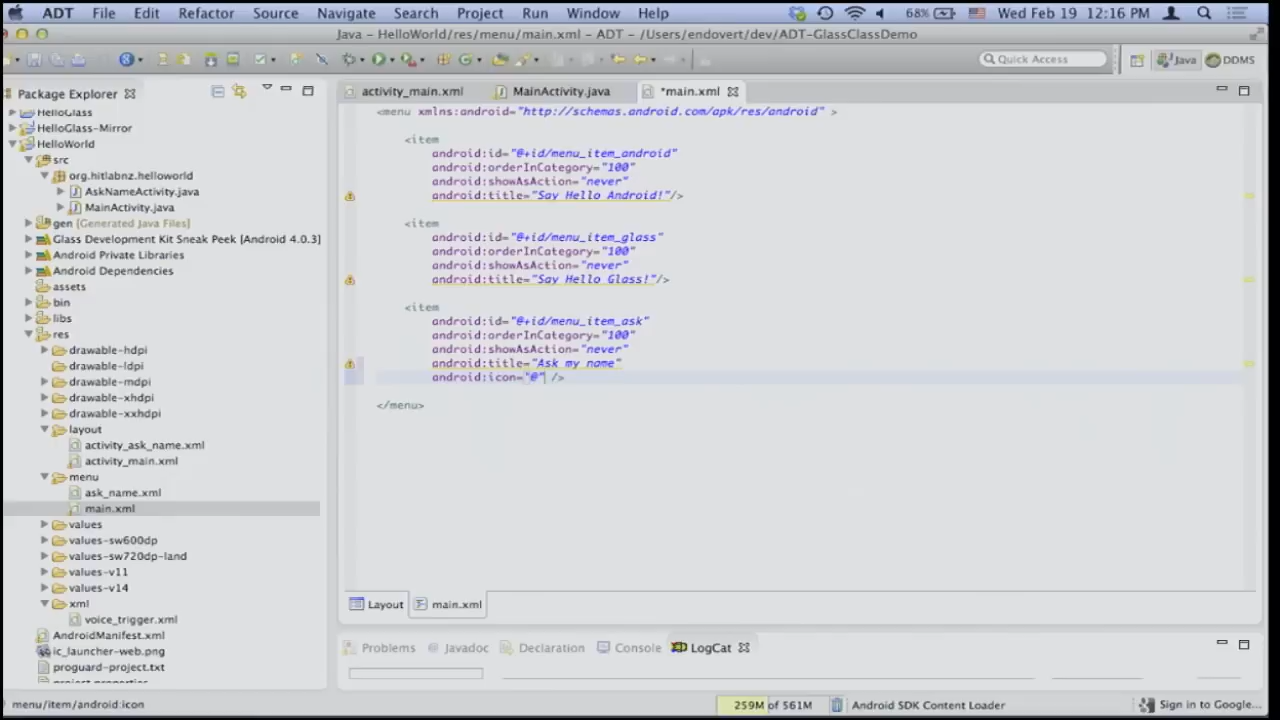 ADT File Edit Refactor Source Navigate Search Project Run Window Help 68% Wed Feb 19 12:16 PM
Java - HelloWorld/res/menu/main.xml - ADT - /Users/endovert/dev/ADT-GlassClassDemo
Quick Access Java DDMS
Package Explorer
HelloGlass
HelloGlass-Mirror
HelloWorld
src
org.hitlabnz.helloworld
AskNameActivity.java
MainActivity.java
gen [Generated Java Files]
Glass Development Kit Sneak Peek [Android 4.0.3]
Android Private Libraries
Android Dependencies
assets
bin
libs
res
drawable-hdpi
drawable-ldpi
drawable-mdpi
drawable-xhdpi
drawable-xxhdpi
layout
activity_ask_name.xml
activity_main.xml
menu
ask_name.xml
main.xml
values
values-sw600dp
values-sw720dp-land
values-v11
values-v14
xml
voice_trigger.xml
AndroidManifest.xml
ic_launcher-web.png
proguard-project.txt
project.properties
activity_main.xml MainActivity.java *main.xml
<menu xmlns:android="http://schemas.android.com/apk/res/android" >
<item
android:id="@+id/menu_item_android"
android:orderInCategory="100"
android:showAsAction="never"
android:title="Say Hello Android!"/>
<item
android:id="@+id/menu_item_glass"
android:orderInCategory="100"
android:showAsAction="never"
android:title="Say Hello Glass!"/>
<item
android:id="@+id/menu_item_ask"
android:orderInCategory="100"
android:showAsAction="never"
android:title="Ask my name"
android:icon="@" />
</menu>
Layout main.xml
Problems Javadoc Declaration Console LogCat
menu/item/android:icon 259M of 561M Android SDK Content Loader Sign in to Google...